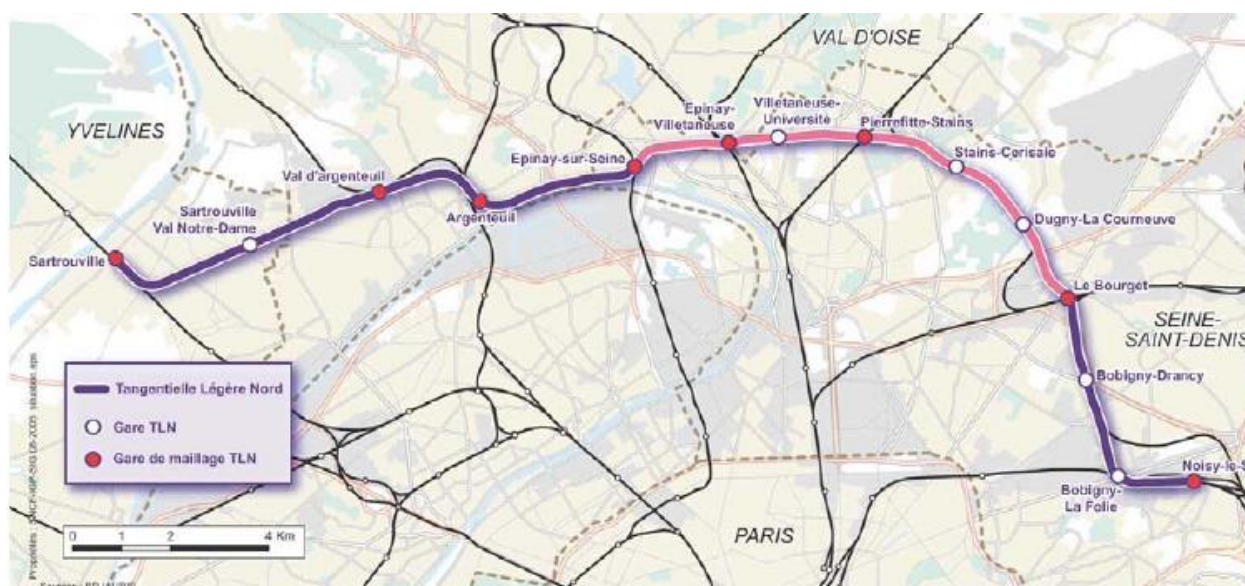 VAL D'OISE
YVELINES
Epinay-
Villetaneuse
Villetaneuse-
Université
Pierrefitte-Stains
Epinay-sur-Seine
Stains-Cerisaie
Val d'argenteuil
Argenteuil
Sartrouville
Val Notre-Dame
Sartrouville
Dugny-La Courneuve
Le Bourget
SEINE-
SAINT-DENIS
Bobigny-Drancy
Noisy-le-S
Bobigny-
La Folie
PARIS
Tangentielle Légère Nord
Gare TLN
Gare de maillage TLN
0 1 2 4 Km